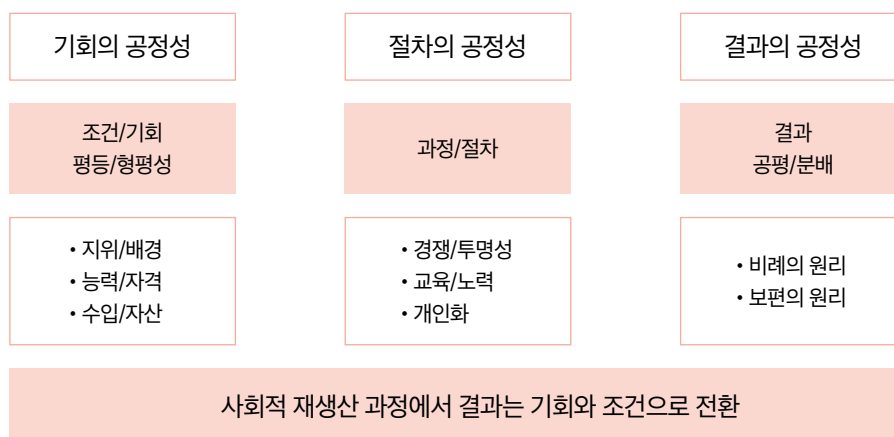 기회의 공정성
절차의 공정성
결과의 공정성
조건/기회
평등/형평성
과정/절차
결과
공평/분배
• 지위/배경
• 능력/자격
• 수입/자산
• 경쟁/투명성
• 교육/노력
• 개인화
• 비례의 원리
• 보편의 원리
사회적 재생산 과정에서 결과는 기회와 조건으로 전환